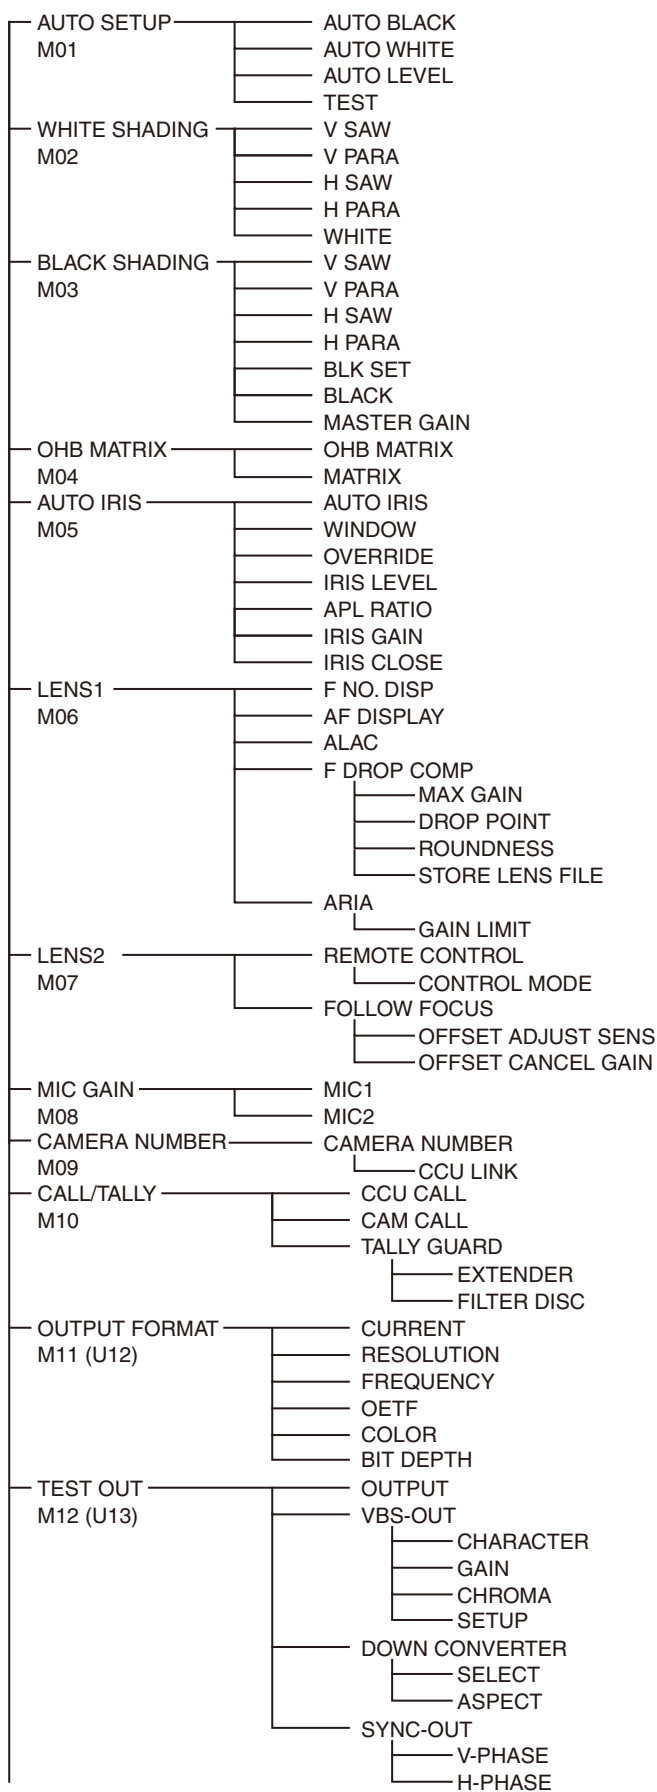 AUTO SETUP AUTO BLACK
M01 AUTO WHITE
AUTO LEVEL
TEST
WHITE SHADING V SAW
M02 V PARA
H SAW
H PARA
WHITE
BLACK SHADING V SAW
M03 V PARA
H SAW
H PARA
BLK SET
BLACK
MASTER GAIN
OHB MATRIX OHB MATRIX
M04 MATRIX
AUTO IRIS AUTO IRIS
M05 WINDOW
OVERRIDE
IRIS LEVEL
APL RATIO
IRIS GAIN
IRIS CLOSE
LENS1 F NO. DISP
M06 AF DISPLAY
ALAC
F DROP COMP
MAX GAIN
DROP POINT
ROUNDNESS
STORE LENS FILE
ARIA
GAIN LIMIT
LENS2 REMOTE CONTROL
M07 CONTROL MODE
FOLLOW FOCUS
OFFSET ADJUST SENS
OFFSET CANCEL GAIN
MIC GAIN MIC1
M08 MIC2
CAMERA NUMBER CAMERA NUMBER
M09 CCU LINK
CALL/TALLY CCU CALL
M10 CAM CALL
TALLY GUARD
EXTENDER
FILTER DISC
OUTPUT FORMAT CURRENT
M11 (U12) RESOLUTION
FREQUENCY
OETF
COLOR
BIT DEPTH
TEST OUT OUTPUT
M12 (U13) VBS-OUT
CHARACTER
GAIN
CHROMA
SETUP
DOWN CONVERTER
SELECT
ASPECT
SYNC-OUT
V-PHASE
H-PHASE